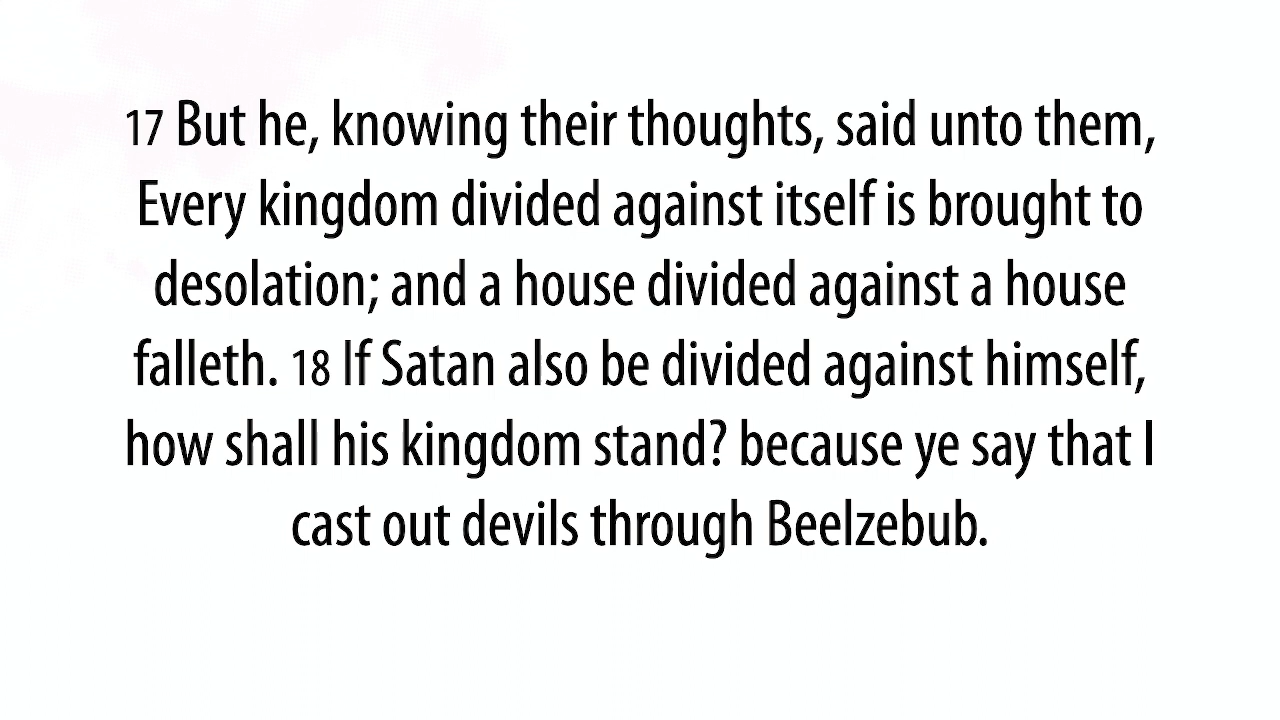 17 But he, knowing their thoughts, said unto them,
Every kingdom divided against itself is brought to
desolation; and a house divided against a house
falleth. 18 If Satan also be divided against himself,
how shall his kingdom stand? because ye say that I
cast out devils through Beelzebub.